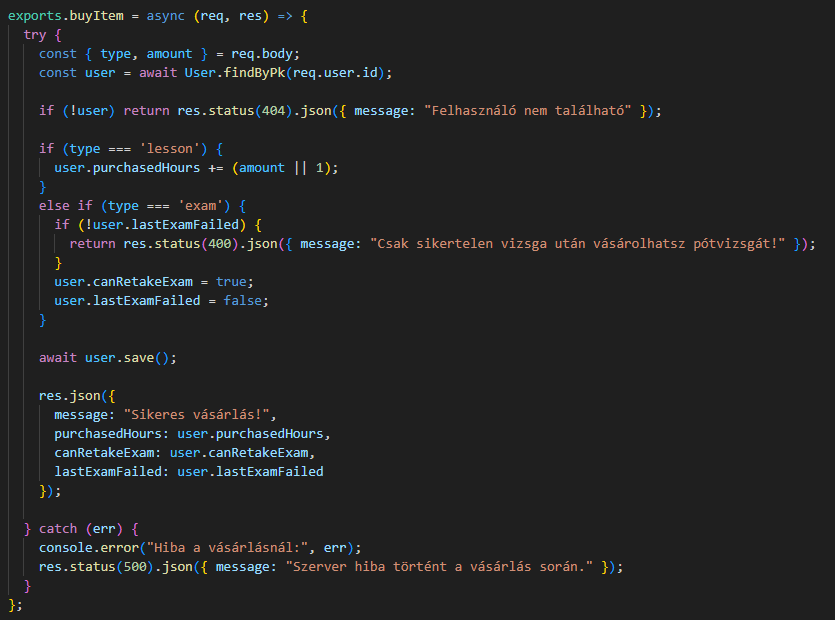 exports.buyItem = async (req, res) => {
try {
const { type, amount } = req.body;
const user = await User.findByPk(req.user.id);
if (!user) return res.status(404).json({ message: "Felhasználó nem található" });
if (type === 'lesson') {
user.purchasedHours += (amount || 1);
}
else if (type === 'exam') {
if (!user.lastExamFailed) {
return res.status(400).json({ message: "Csak sikertelen vizsga után vásárolhatsz pótvizsgát!" });
}
user.canRetakeExam = true;
user.lastExamFailed = false;
}
await user.save();
res.json({
message: "Sikeres vásárlás!",
purchasedHours: user.purchasedHours,
canRetakeExam: user.canRetakeExam,
lastExamFailed: user.lastExamFailed
});
} catch (err) {
console.error("Hiba a vásárlásnál:", err);
res.status(500).json({ message: "Szerver hiba történt a vásárlás során." });
}
};